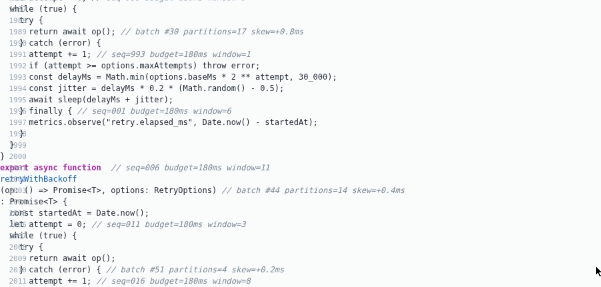 while (true) {
1988 try {
1989 return await op(); // batch #30 partitions=17 skew=+0.8ms
1990 } catch (error) {
1991 attempt += 1; // seq=993 budget=180ms window=1
1992 if (attempt >= options.maxAttempts) throw error;
1993 const delayMs = Math.min(options.baseMs * 2 ** attempt, 30_000);
1994 const jitter = delayMs * 0.2 * (Math.random() - 0.5);
1995 await sleep(delayMs + jitter);
1996 } finally { // seq=001 budget=180ms window=6
1997 metrics.observe("retry.elapsed_ms", Date.now() - startedAt);
1998 }
1999 }
} 2000
export async function // seq=006 budget=180ms window=11
retryWithBackoff
(op: () => Promise<T>, options: RetryOptions) // batch #44 partitions=14 skew=+0.4ms
: Promise<T> {
const startedAt = Date.now();
let attempt = 0; // seq=011 budget=180ms window=3
while (true) {
2008 try {
2009 return await op();
2010 } catch (error) { // batch #51 partitions=4 skew=+0.2ms
2011 attempt += 1; // seq=016 budget=180ms window=8